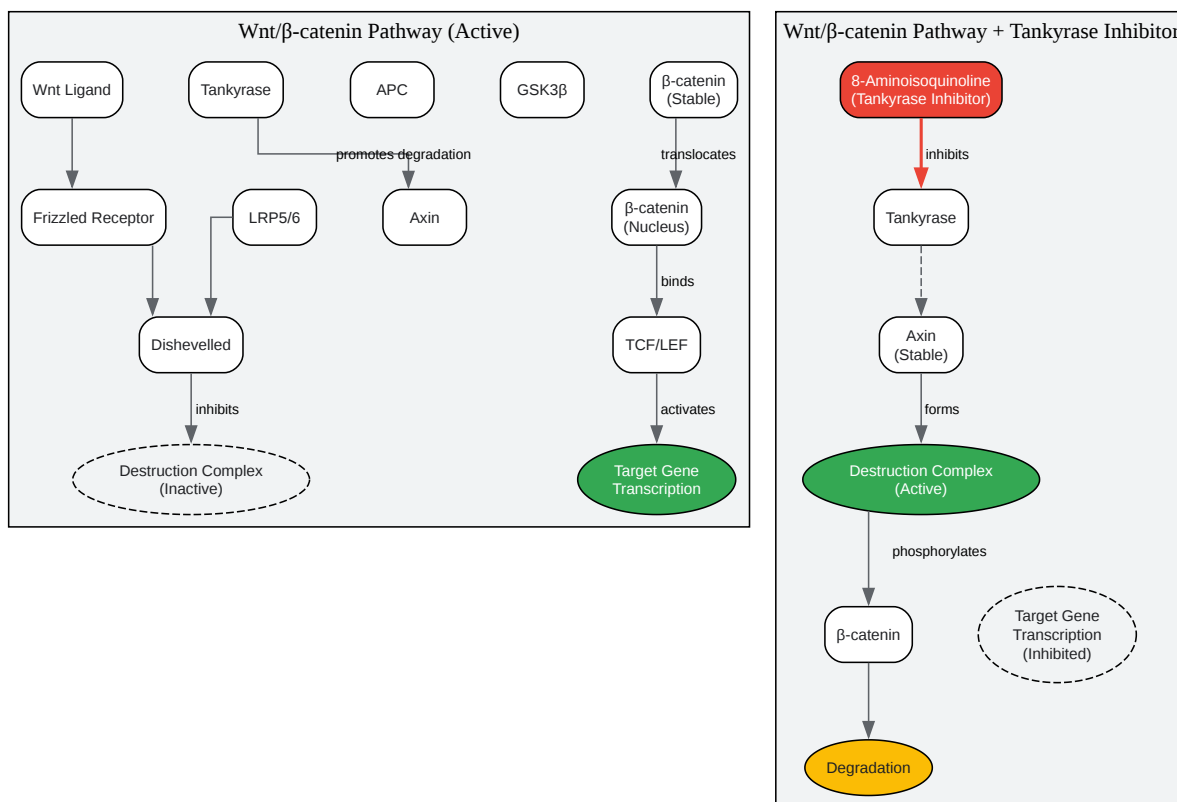 Wnt/β-catenin Pathway (Active)
Wnt Ligand
Tankyrase
APC
GSK3β
β-catenin
(Stable)
promotes degradation
translocates
Frizzled Receptor
LRP5/6
Axin
β-catenin
(Nucleus)
binds
Dishevelled
TCF/LEF
inhibits
activates
Destruction Complex
(Inactive)
Target Gene
Transcription
Wnt/β-catenin Pathway + Tankyrase Inhibitor
8-Aminoisoquinoline
(Tankyrase Inhibitor)
inhibits
Tankyrase
Axin
(Stable)
forms
Destruction Complex
(Active)
phosphorylates
β-catenin
Target Gene
Transcription
(Inhibited)
Degradation